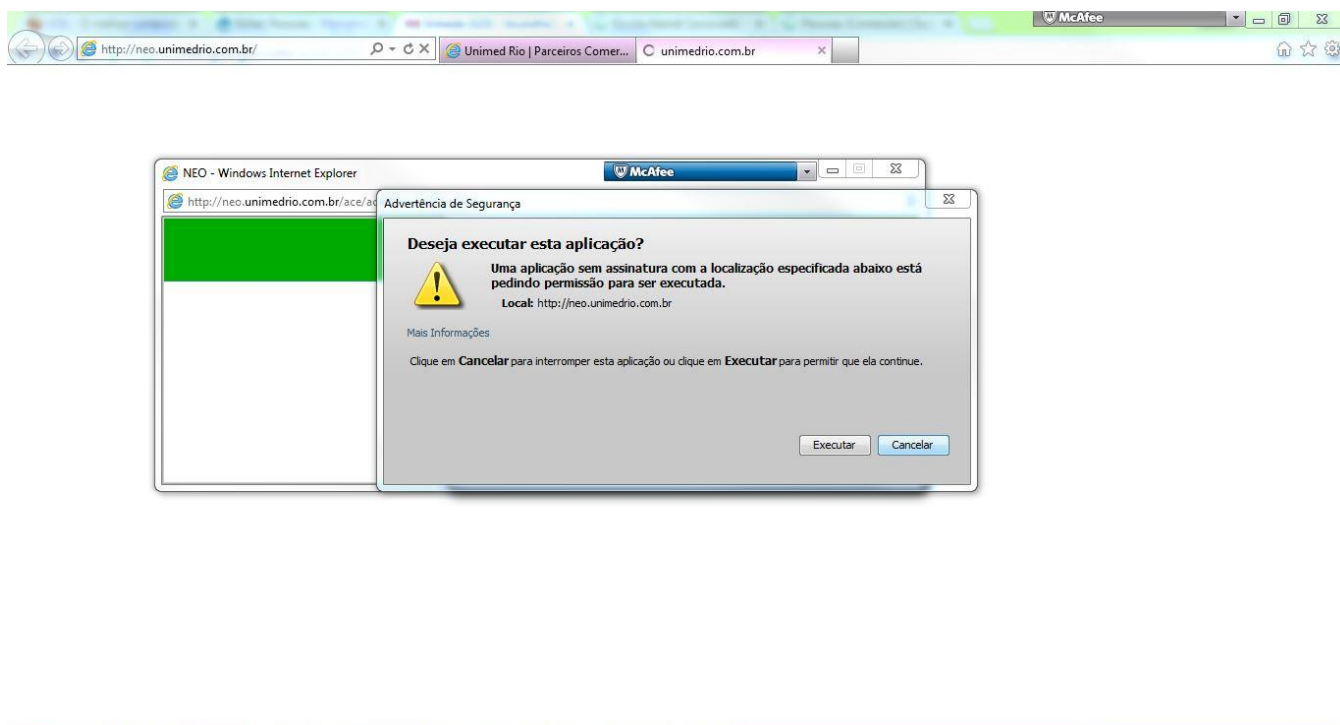 McAfee
http://neo.unimedrio.com.br/
Unimed Rio | Parceiros Comer...
unimedrio.com.br
NEO - Windows Internet Explorer
McAfee
http://neo.unimedrio.com.br/ace/
Advertência de Segurança
Deseja executar esta aplicação?
Uma aplicação sem assinatura com a localização especificada abaixo está
pedindo permissão para ser executada.
Local: http://neo.unimedrio.com.br
Mais Informações
Clique em Cancelar para interromper esta aplicação ou clique em Executar para permitir que ela continue.
Executar
Cancelar